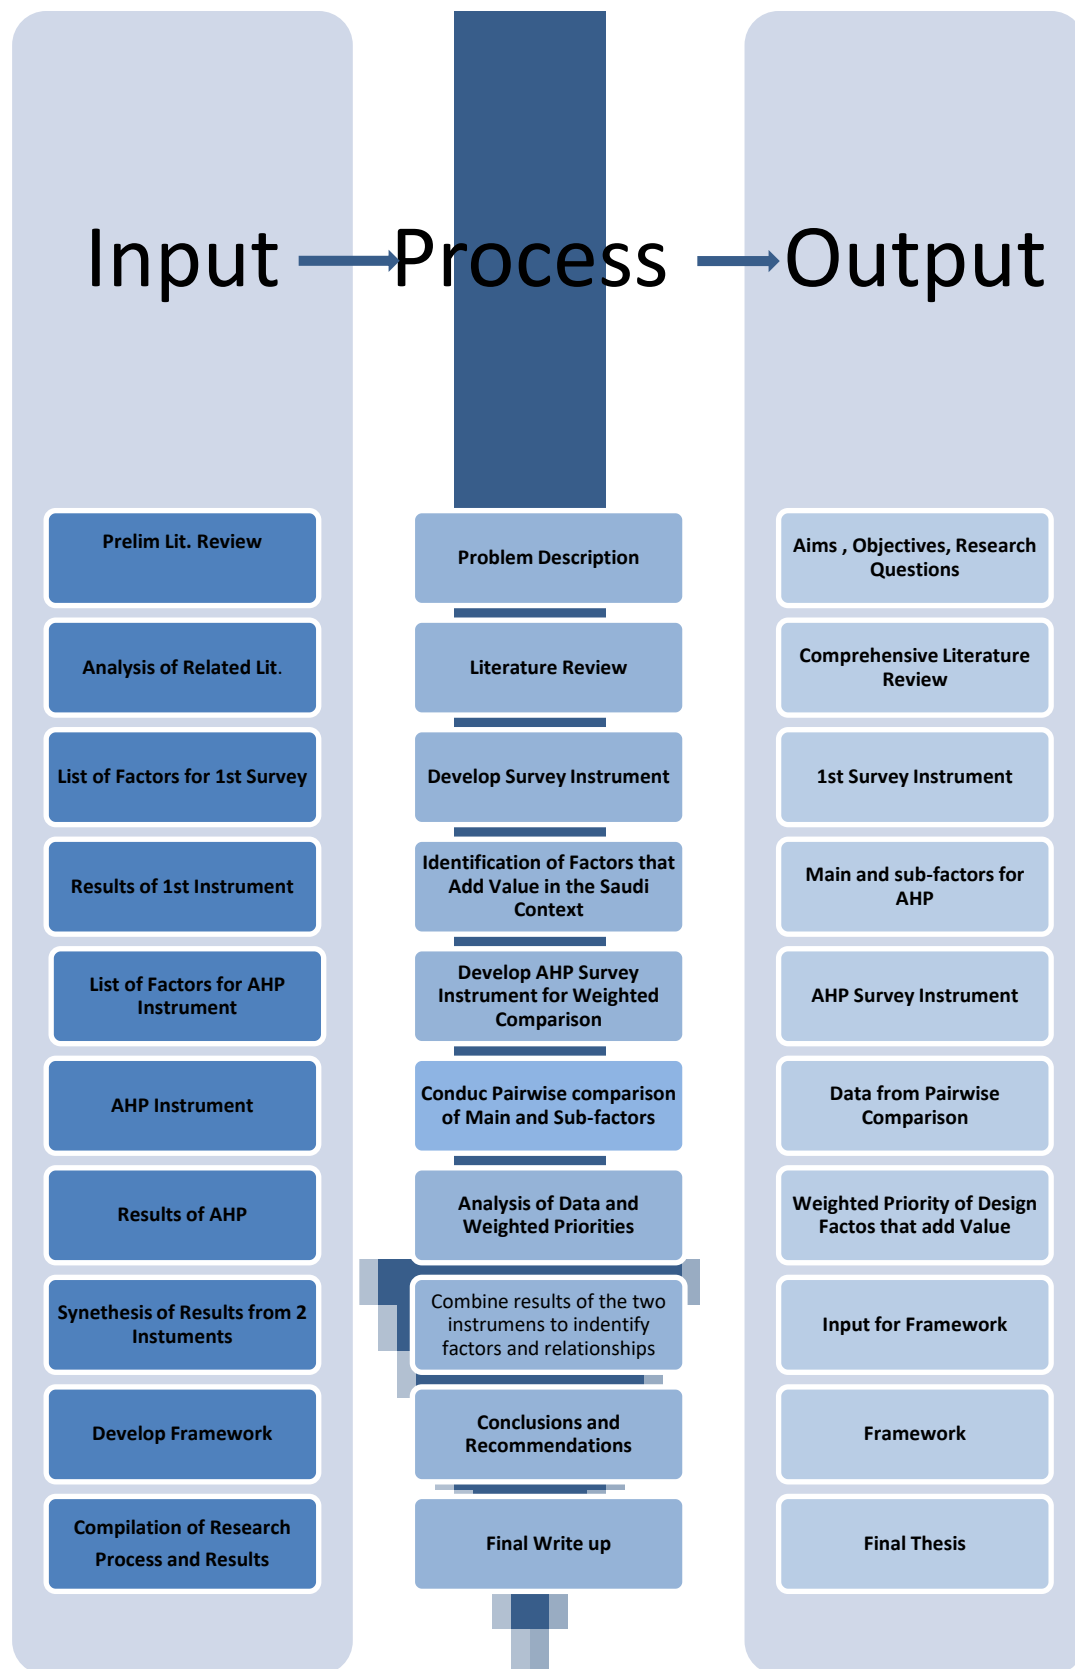 Input
Process
Output
Prelim Lit. Review
Problem Description
Aims , Objectives, Research
Questions
Analysis of Related Lit.
Literature Review
Comprehensive Literature
Review
List of Factors for 1st Survey
Develop Survey Instrument
1st Survey Instrument
Results of 1st Instrument
Identification of Factors that
Add Value in the Saudi
Context
Main and sub-factors for
AHP
List of Factors for AHP
Instrument
Develop AHP Survey
Instrument for Weighted
Comparison
AHP Survey Instrument
AHP Instrument
Conduc Pairwise comparison
of Main and Sub-factors
Data from Pairwise
Comparison
Results of AHP
Analysis of Data and
Weighted Priorities
Weighted Priority of Design
Factos that add Value
Synethesis of Results from 2
Instuments
Combine results of the two
instrumens to indentify
factors and relationships
Input for Framework
Develop Framework
Conclusions and
Recommendations
Framework
Compilation of Research
Process and Results
Final Write up
Final Thesis